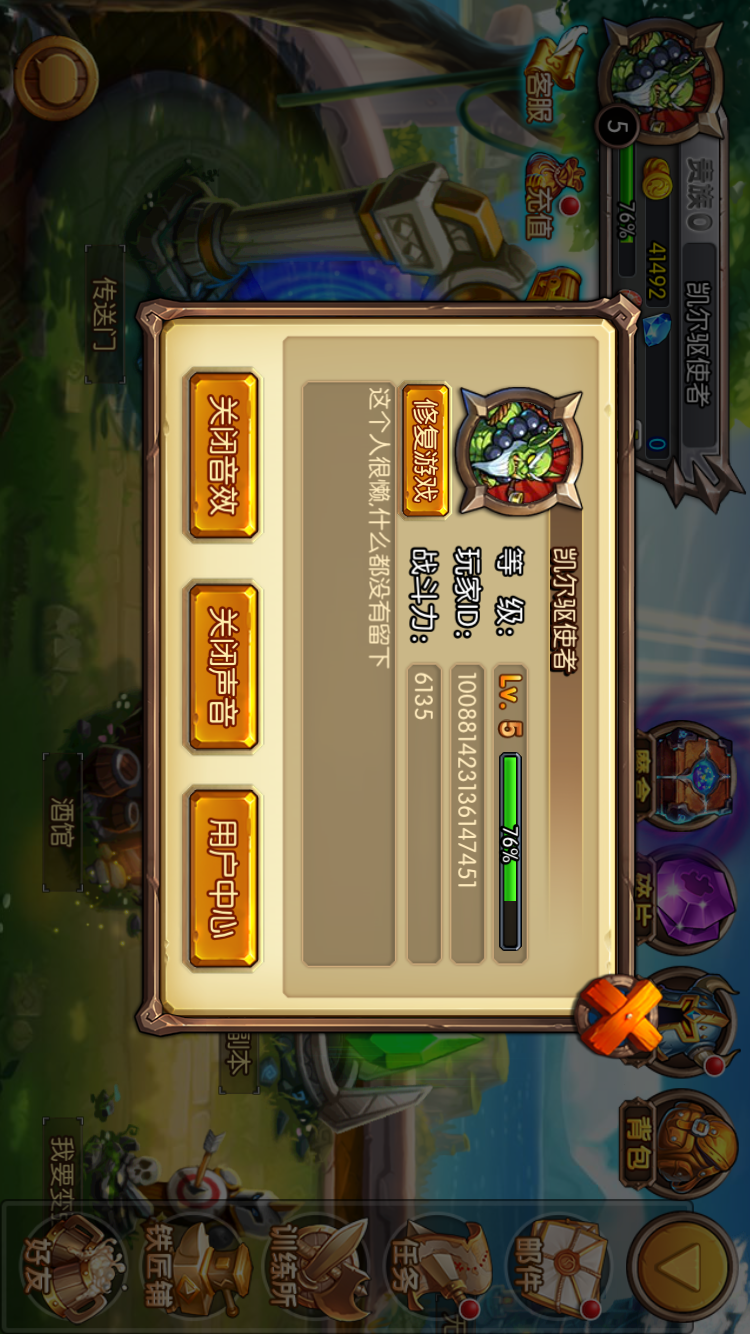 贵族0
凯尔驱使者
5
76%
41492
0
客服
充值
传送门
凯尔驱使者
等 级:
Lv. 5
76%
玩家ID:
100881423136147451
战斗力:
6135
修复游戏
这个人很懒,什么都没有留下
关闭音效
关闭声音
用户中心
碎片
背包
酒馆
副本
我要变
邮件
任务
训练所
铁匠铺
好友